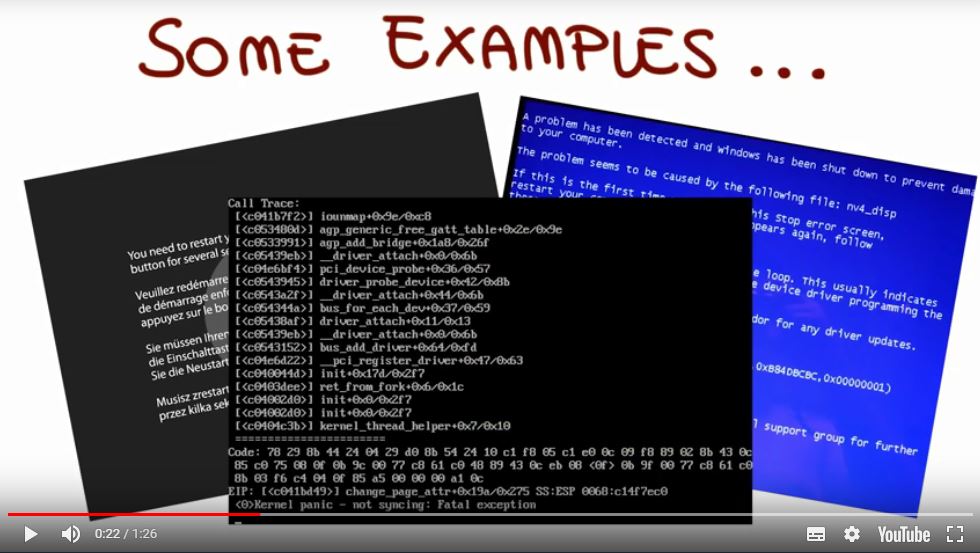 SOME EXAMPLES...
You need to restart y
button for several se
Veuillez redémarre
de démarrage enfo
appuyez sur le bo
Sie müssen Ihren
die Einschalttast
Sie die Neustart
Musisz zrestart
przez kilka sek
Call Trace:
[<c041b7f2>] iounmap+0x9e/0xc8
[<c053480d>] agp_generic_free_gatt_table+0x2e/0x9e
[<c0533991>] agp_add_bridge+0x1a8/0x26f
[<c05439eb>] __driver_attach+0x0/0x6b
[<c04e6bf4>] pci_device_probe+0x36/0x57
[<c0543945>] driver_probe_device+0x42/0x8b
[<c0543a2f>] __driver_attach+0x44/0x6b
[<c054344a>] bus_for_each_dev+0x37/0x59
[<c05438af>] driver_attach+0x11/0x13
[<c05439eb>] __driver_attach+0x0/0x6b
[<c0543152>] bus_add_driver+0x64/0xfd
[<c04e6d22>] __pci_register_driver+0x47/0x63
[<c040044d>] init+0x17d/0x2f7
[<c0403dee>] ret_from_fork+0x6/0x1c
[<c04002d0>] init+0x0/0x2f7
[<c04002d0>] init+0x0/0x2f7
[<c0404c3b>] kernel_thread_helper+0x7/0x10
=======================
Code: 78 29 8b 44 24 04 29 d0 8b 54 24 10 c1 f8 05 c1 e0 0c 09 f8 89 02 8b 43 0c
85 c0 75 08 0f 0b 9c 00 77 c8 61 c0 48 89 43 0c eb 08 <0f> 0b 9f 00 77 c8 61 c0
8b 03 f6 c4 04 0f 85 a5 00 00 00 a1 0c
EIP: [<c041bd49>] change_page_attr+0x19a/0x275 SS:ESP 0068:c14f7ec0
<0>Kernel panic - not syncing: Fatal exception
A problem has been detected and Windows has been shut down to prevent dama
to your computer.
The problem seems to be caused by the following file: nv4_disp
If this is the first time
his Stop error screen,
restart your
pears again, follow
e loop. This usually indicates
e device driver programming the
dor for any driver updates.
,0xB84DBCBC,0x00000001)
l support group for further
0:22 / 1:26
YouTube